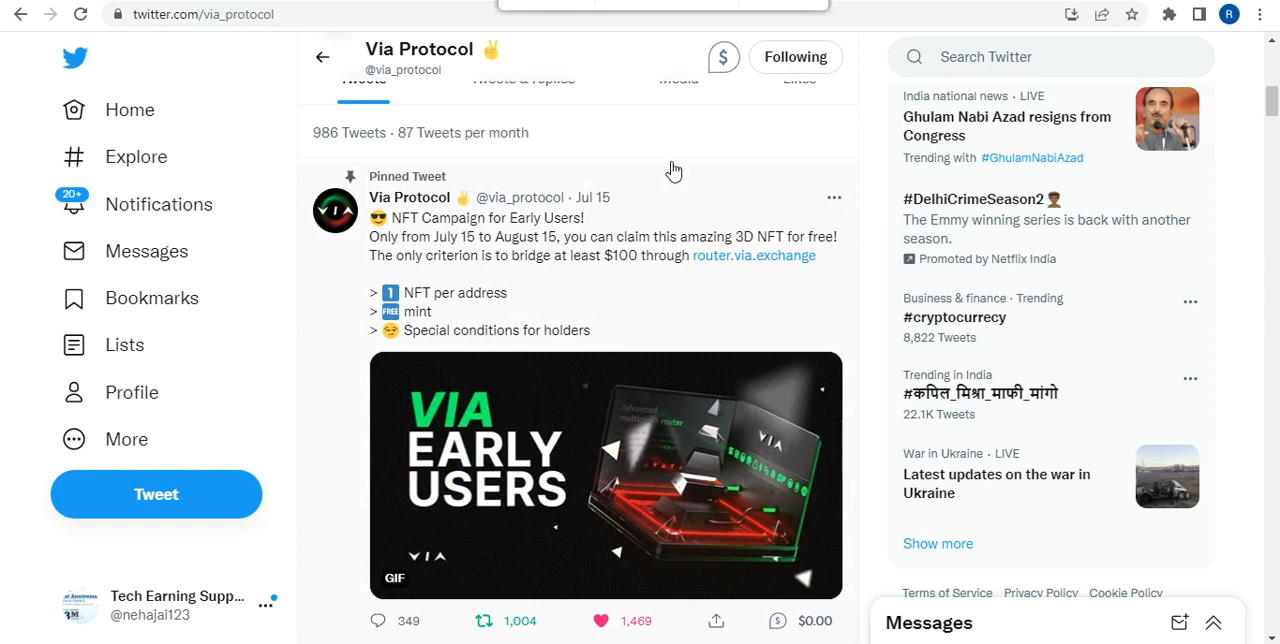 twitter.com/via_protocol
R
Via Protocol ✌
@via_protocol
$
Following
Search Twitter
Tweets
Tweets & replies
Media
Likes
986 Tweets · 87 Tweets per month
Home
Explore
20+
Notifications
Messages
Bookmarks
Lists
Profile
More
Tweet
Tech Earning Supp...
@nehajai123
Pinned Tweet
Via Protocol ✌ @via_protocol · Jul 15
😎 NFT Campaign for Early Users!
Only from July 15 to August 15, you can claim this amazing 3D NFT for free!
The only criterion is to bridge at least $100 through router.via.exchange
> 1️⃣ NFT per address
> 🆓 mint
> 😏 Special conditions for holders
VIA
EARLY
USERS
VIA
Advanced
multichain router
VIA
GIF
349
1,004
1,469
$0.00
India national news · LIVE
Ghulam Nabi Azad resigns from
Congress
Trending with #GhulamNabiAzad
#DelhiCrimeSeason2
The Emmy winning series is back with another
season.
Promoted by Netflix India
Business & finance · Trending
#cryptocurrecy
8,822 Tweets
Trending in India
#कपिल_मिश्रा_माफी_मांगो
22.1K Tweets
War in Ukraine · LIVE
Latest updates on the war in
Ukraine
Show more
Terms of Service Privacy Policy Cookie Policy
Messages